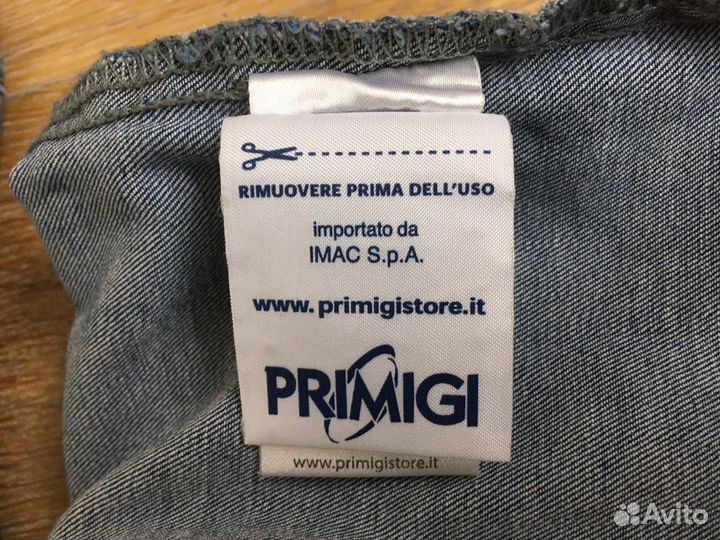 RIMUOVERE PRIMA DELL'USO
importato da
IMAC S.p.A.
www.primigistore.it
PRIMIGI
www.primigistore.it
Avito